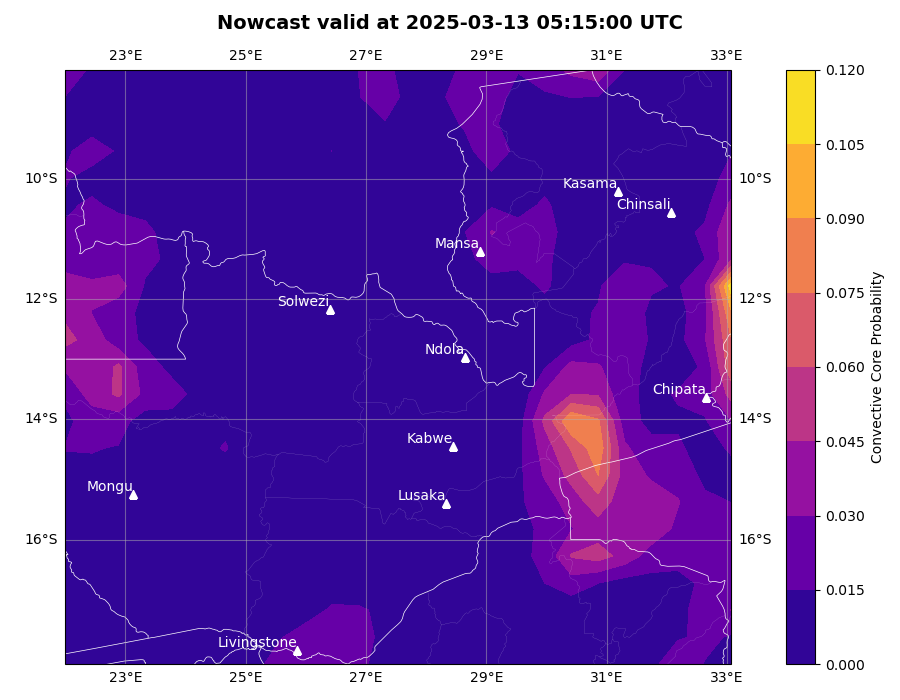 Nowcast valid at 2025-03-13 05:15:00 UTC
23°E 25°E 27°E 29°E 31°E 33°E
0.120
0.105
10°S 10°S
Kasama
Chinsali
0.090
Mansa
12°S 12°S
Solwezi
0.075
Ndola
0.060
Chipata
14°S 14°S
Kabwe
0.045
Mongu
Lusaka
0.030
16°S 16°S
0.015
Livingstone
0.000
23°E 25°E 27°E 29°E 31°E 33°E
Convective Core Probability